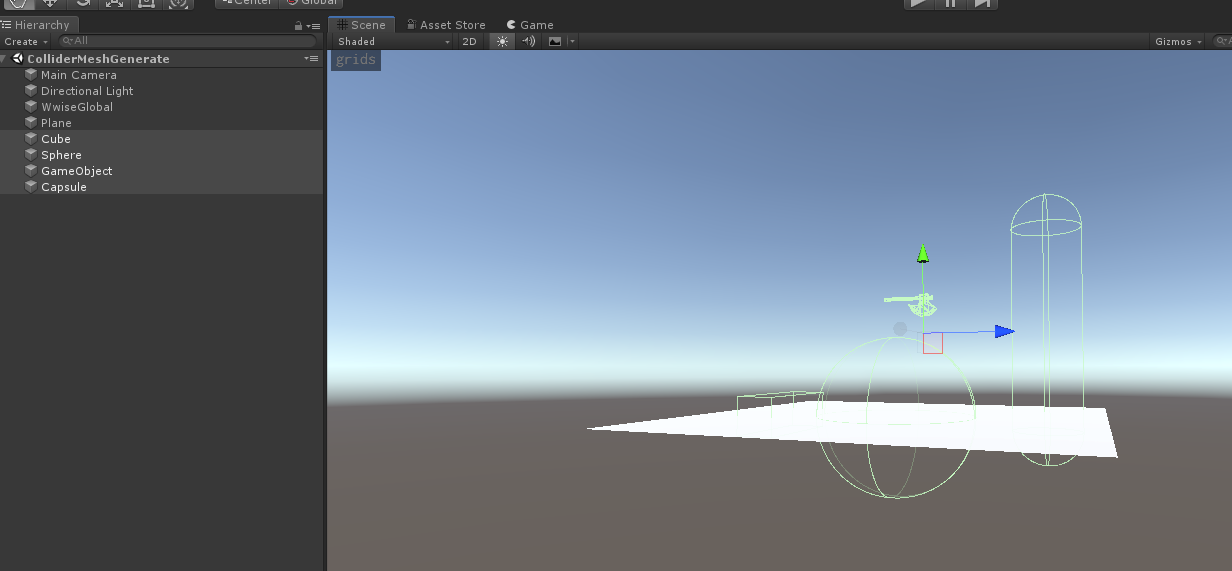 Center Global
Hierarchy
Scene Asset Store Game
Create All
Shaded 2D Gizmos
ColliderMeshGenerate
grids
Main Camera
Directional Light
WwiseGlobal
Plane
Cube
Sphere
GameObject
Capsule